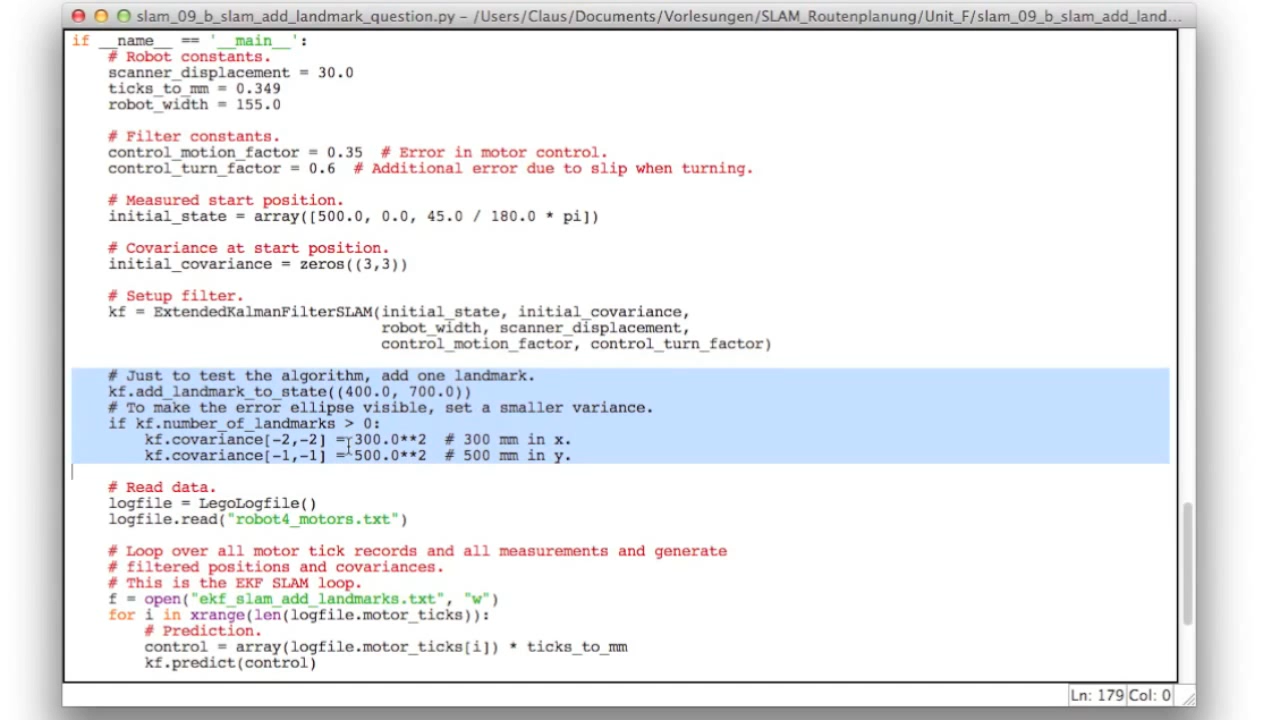 slam_09_b_slam_add_landmark_question.py – /Users/Claus/Documents/Vorlesungen/SLAM_Routenplanung/Unit_F/slam_09_b_slam_add_land...
if __name__ == '__main__':
# Robot constants.
scanner_displacement = 30.0
ticks_to_mm = 0.349
robot_width = 155.0
# Filter constants.
control_motion_factor = 0.35  # Error in motor control.
control_turn_factor = 0.6  # Additional error due to slip when turning.
# Measured start position.
initial_state = array([500.0, 0.0, 45.0 / 180.0 * pi])
# Covariance at start position.
initial_covariance = zeros((3,3))
# Setup filter.
kf = ExtendedKalmanFilterSLAM(initial_state, initial_covariance,
robot_width, scanner_displacement,
control_motion_factor, control_turn_factor)
# Just to test the algorithm, add one landmark.
kf.add_landmark_to_state((400.0, 700.0))
# To make the error ellipse visible, set a smaller variance.
if kf.number_of_landmarks > 0:
kf.covariance[-2,-2] = 300.0**2  # 300 mm in x.
kf.covariance[-1,-1] = 500.0**2  # 500 mm in y.
# Read data.
logfile = LegoLogfile()
logfile.read("robot4_motors.txt")
# Loop over all motor tick records and all measurements and generate
# filtered positions and covariances.
# This is the EKF SLAM loop.
f = open("ekf_slam_add_landmarks.txt", "w")
for i in xrange(len(logfile.motor_ticks)):
# Prediction.
control = array(logfile.motor_ticks[i]) * ticks_to_mm
kf.predict(control)
Ln: 179 Col: 0